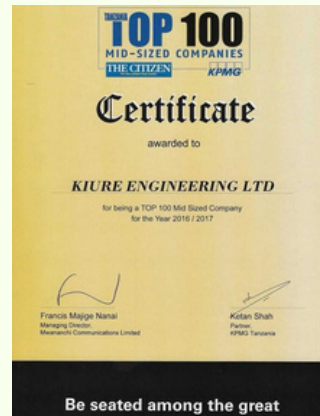 TANZANIA
TOP 100
MID-SIZED COMPANIES
THE CITIZEN
KPMG
Certificate
awarded to
KIURE ENGINEERING LTD
for being a TOP 100 Mid Sized Company
for the Year 2016 / 2017
Francis Majige Nanai
Managing Director,
Mwananchi Communications Limited
Ketan Shah
Partner,
KPMG Tanzania
Be seated among the great